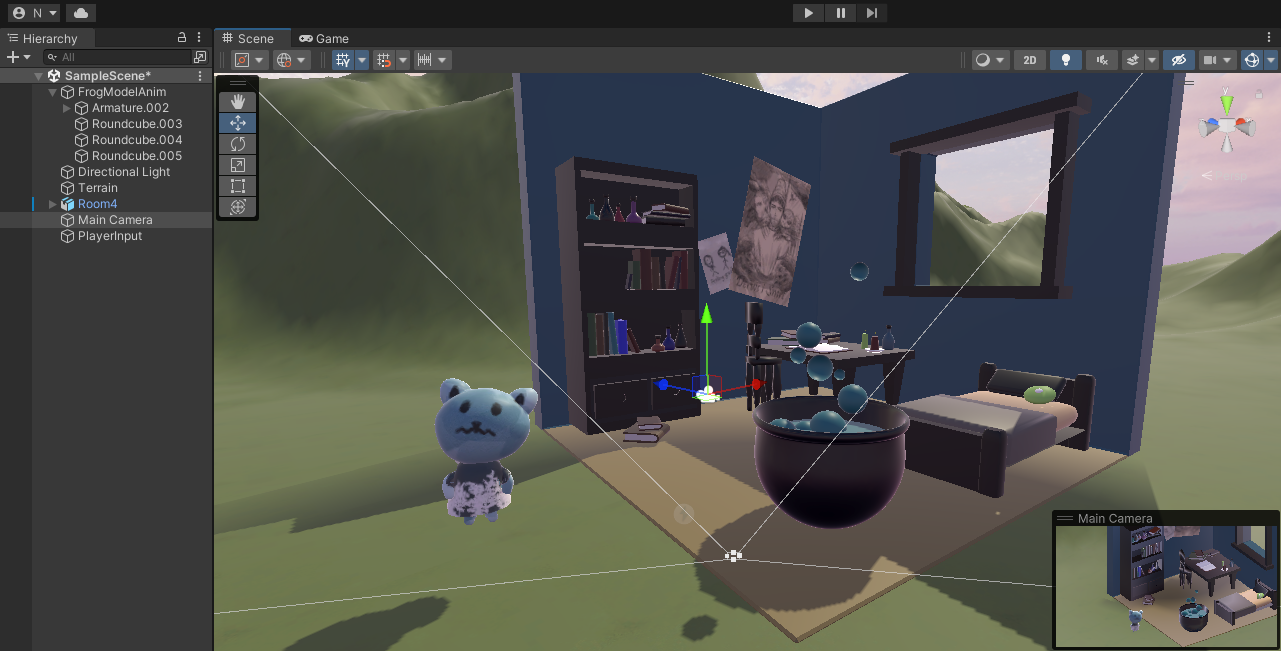 N
Hierarchy
All
SampleScene*
FrogModelAnim
Armature.002
Roundcube.003
Roundcube.004
Roundcube.005
Directional Light
Terrain
Room4
Main Camera
PlayerInput
Scene
Game
2D
Y
Main Camera